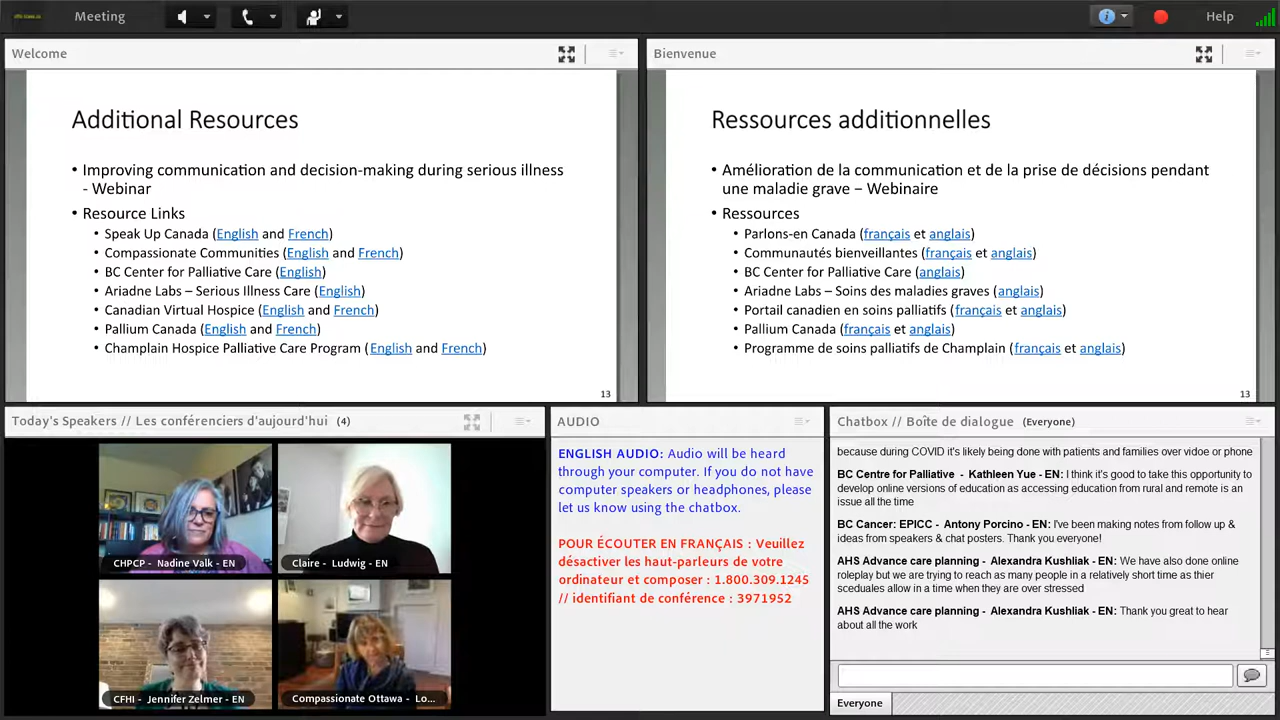 Meeting
Help
Welcome
Additional Resources
• Improving communication and decision-making during serious illness
- Webinar
• Resource Links
• Speak Up Canada (English and French)
• Compassionate Communities (English and French)
• BC Center for Palliative Care (English)
• Ariadne Labs – Serious Illness Care (English)
• Canadian Virtual Hospice (English and French)
• Pallium Canada (English and French)
• Champlain Hospice Palliative Care Program (English and French)
13
Bienvenue
Ressources additionnelles
• Amélioration de la communication et de la prise de décisions pendant
une maladie grave – Webinaire
• Ressources
• Parlons-en Canada (français et anglais)
• Communautés bienveillantes (français et anglais)
• BC Center for Palliative Care (anglais)
• Ariadne Labs – Soins des maladies graves (anglais)
• Portail canadien en soins palliatifs (français et anglais)
• Pallium Canada (français et anglais)
• Programme de soins palliatifs de Champlain (français et anglais)
13
Today's Speakers // Les conférenciers d'aujourd'hui (4)
CHPCP - Nadine Valk - EN
Claire - Ludwig - EN
CFHI - Jennifer Zelmer - EN
Compassionate Ottawa - Lo...
AUDIO
ENGLISH AUDIO: Audio will be heard
through your computer. If you do not have
computer speakers or headphones, please
let us know using the chatbox.
POUR ÉCOUTER EN FRANÇAIS : Veuillez
désactiver les haut-parleurs de votre
ordinateur et composer : 1.800.309.1245
// identifiant de conférence : 3971952
Chatbox // Boîte de dialogue (Everyone)
because during COVID it's likely being done with patients and families over vidoe or phone
BC Centre for Palliative - Kathleen Yue - EN: I think it's good to take this opportunity to
develop online versions of education as accessing education from rural and remote is an
issue all the time
BC Cancer: EPICC - Antony Porcino - EN: I've been making notes from follow up &
ideas from speakers & chat posters. Thank you everyone!
AHS Advance care planning - Alexandra Kushliak - EN: We have also done online
roleplay but we are trying to reach as many people in a relatively short time as thier
sceduales allow in a time when they are over stressed
AHS Advance care planning - Alexandra Kushliak - EN: Thank you great to hear
about all the work
Everyone